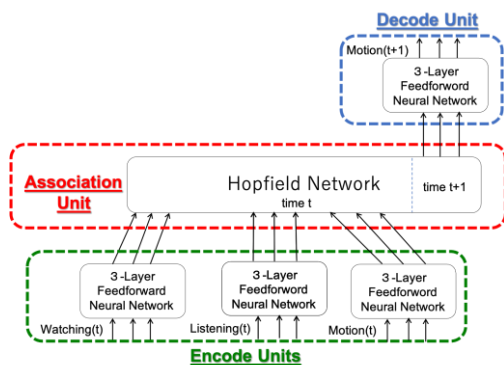 Decode Unit
Motion(t+1)
3 -Layer
Feedforword
Neural Network
Association
Unit
Hopfield Network
time t
time t+1
3 -Layer
Feedforward
Neural Network
3 -Layer
Feedforword
Neural Network
3 -Layer
Feedforword
Neural Network
Watching(t)
Listening(t)
Motion(t)
Encode Units